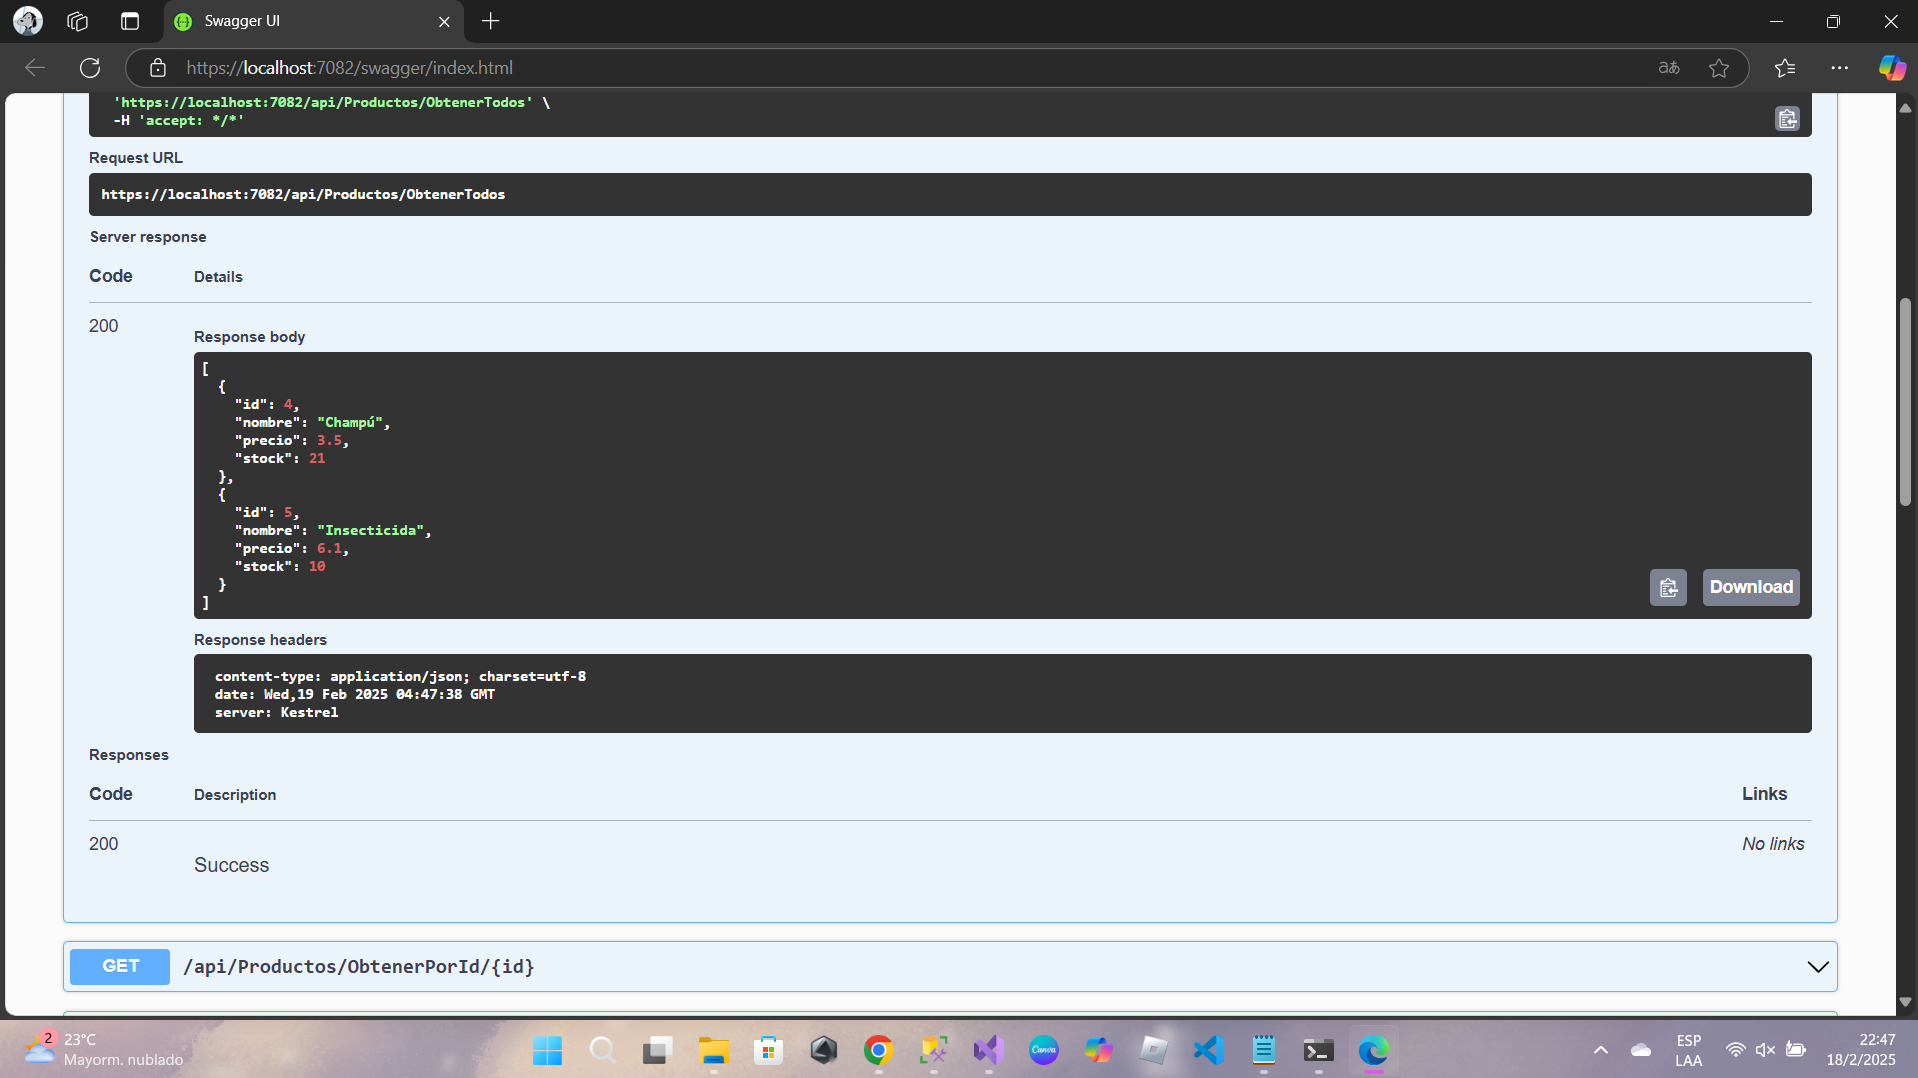 Swagger UI
https://localhost:7082/swagger/index.html
'https://localhost:7082/api/Productos/ObtenerTodos' \
-H 'accept: */*'
Request URL
https://localhost:7082/api/Productos/ObtenerTodos
Server response
Code Details
200
Response body
[
{
"id": 4,
"nombre": "Champú",
"precio": 3.5,
"stock": 21
},
{
"id": 5,
"nombre": "Insecticida",
"precio": 6.1,
"stock": 10
}
]
Download
Response headers
content-type: application/json; charset=utf-8
date: Wed,19 Feb 2025 04:47:38 GMT
server: Kestrel
Responses
Code Description Links
200 No links
Success
GET /api/Productos/ObtenerPorId/{id}
2
23°C
Mayorm. nublado
Canva
ESP
LAA
22:47
18/2/2025